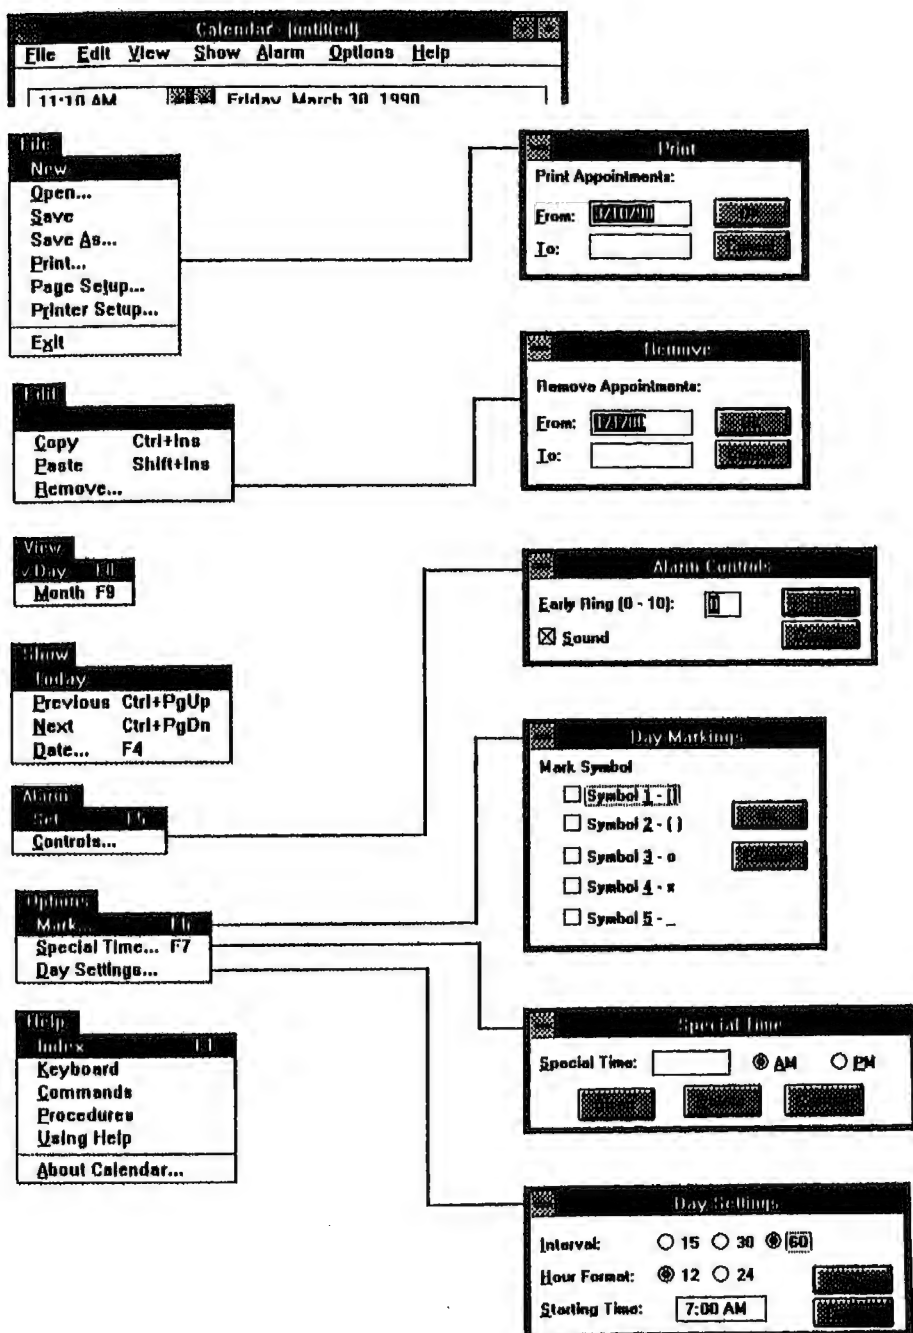 Calendar - (untitled)
File Edit View Show Alarm Options Help
11:10 AM Friday, March 30, 1990
File
New
Open...
Save
Save As...
Print...
Page Setup...
Printer Setup...
Exit
Print
Print Appointments:
From:
To:
Cancel
Edit
Copy Ctrl+Ins
Paste Shift+Ins
Remove...
Remove
Remove Appointments:
From:
To:
View
Day
Month F9
Show
Today
Previous Ctrl+PgUp
Next Ctrl+PgDn
Date... F4
Alarm Controls
Early Ring (0 - 10):
Sound
Alarm
Set F5
Controls...
Day Markings
Mark Symbol
Symbol 1 - []
Symbol 2 - ( )
Symbol 3 - o
Symbol 4 - x
Symbol 5 - _
Options
Mark... F6
Special Time... F7
Day Settings...
Help
Index F1
Keyboard
Commands
Procedures
Using Help
About Calendar...
Special Time
Special Time: AM PM
Day Settings
Interval: 15 30 60
Hour Format: 12 24
Starting Time: 7:00 AM